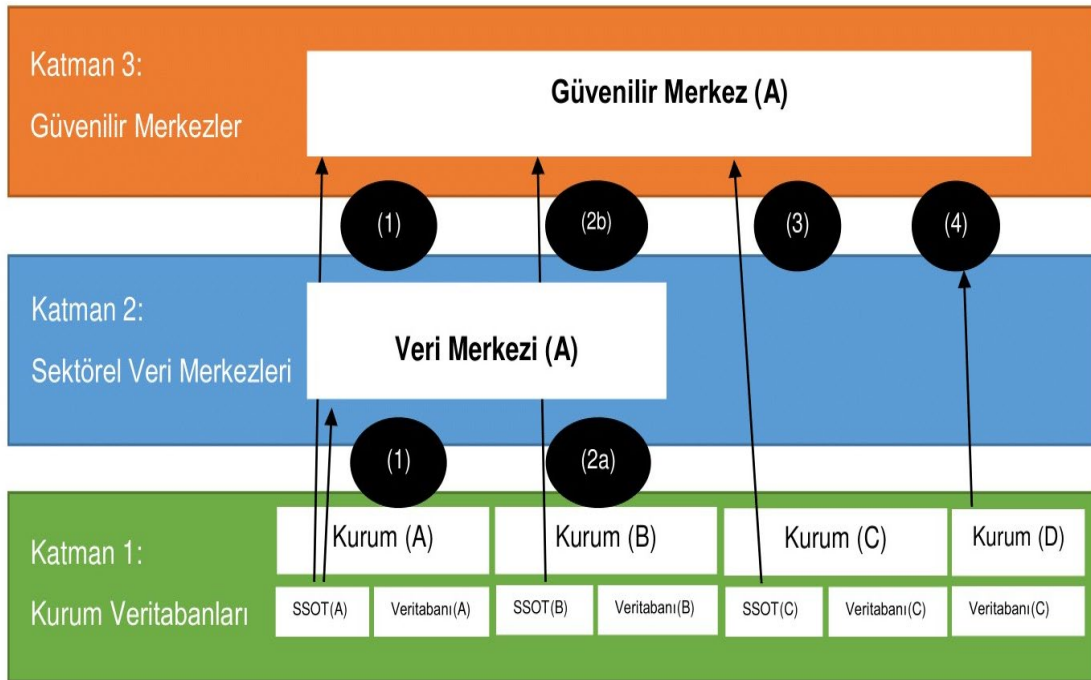 Katman 3:
Güvenilir Merkezler
Güvenilir Merkez (A)
(1)
(2b)
(3)
(4)
Katman 2:
Sektörel Veri Merkezleri
Veri Merkezi (A)
(1)
(2a)
Katman 1:
Kurum Veritabanları
Kurum (A)
Kurum (B)
Kurum (C)
Kurum (D)
SSOT(A)
Veritabanı(A)
SSOT(B)
Veritabanı(B)
SSOT(C)
Veritabanı(C)
Veritabanı(C)